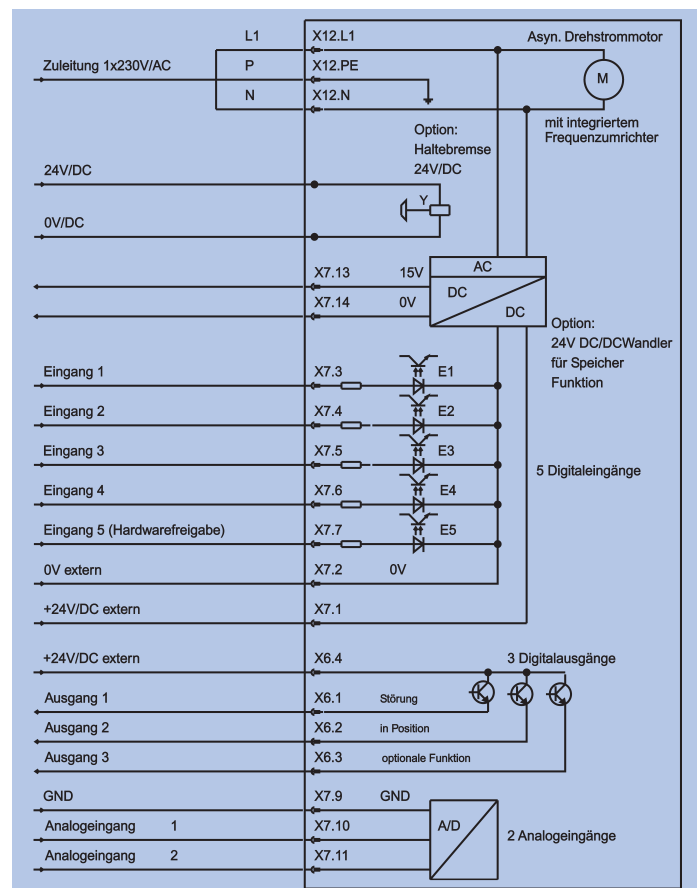 L1 X12.L1 Asyn. Drehstrommotor
Zuleitung 1x230V/AC P X12.PE M
N X12.N
mit integriertem
Frequenzumrichter
Option:
Haltebremse
24V/DC
24V/DC
Y
0V/DC
X7.13 15V AC
DC
X7.14 0V DC
Option:
24V DC/DCWandler
für Speicher
Funktion
Eingang 1 X7.3 E1
Eingang 2 X7.4 E2
Eingang 3 X7.5 E3
5 Digitaleingänge
Eingang 4 X7.6 E4
Eingang 5 (Hardwarefreigabe) X7.7 E5
0V extern X7.2 0V
+24V/DC extern X7.1
+24V/DC extern X6.4 3 Digitalausgänge
Ausgang 1 X6.1 Störung
Ausgang 2 X6.2 in Position
Ausgang 3 X6.3 optionale Funktion
GND X7.9 GND
Analogeingang 1 X7.10 A/D
2 Analogeingänge
Analogeingang 2 X7.11